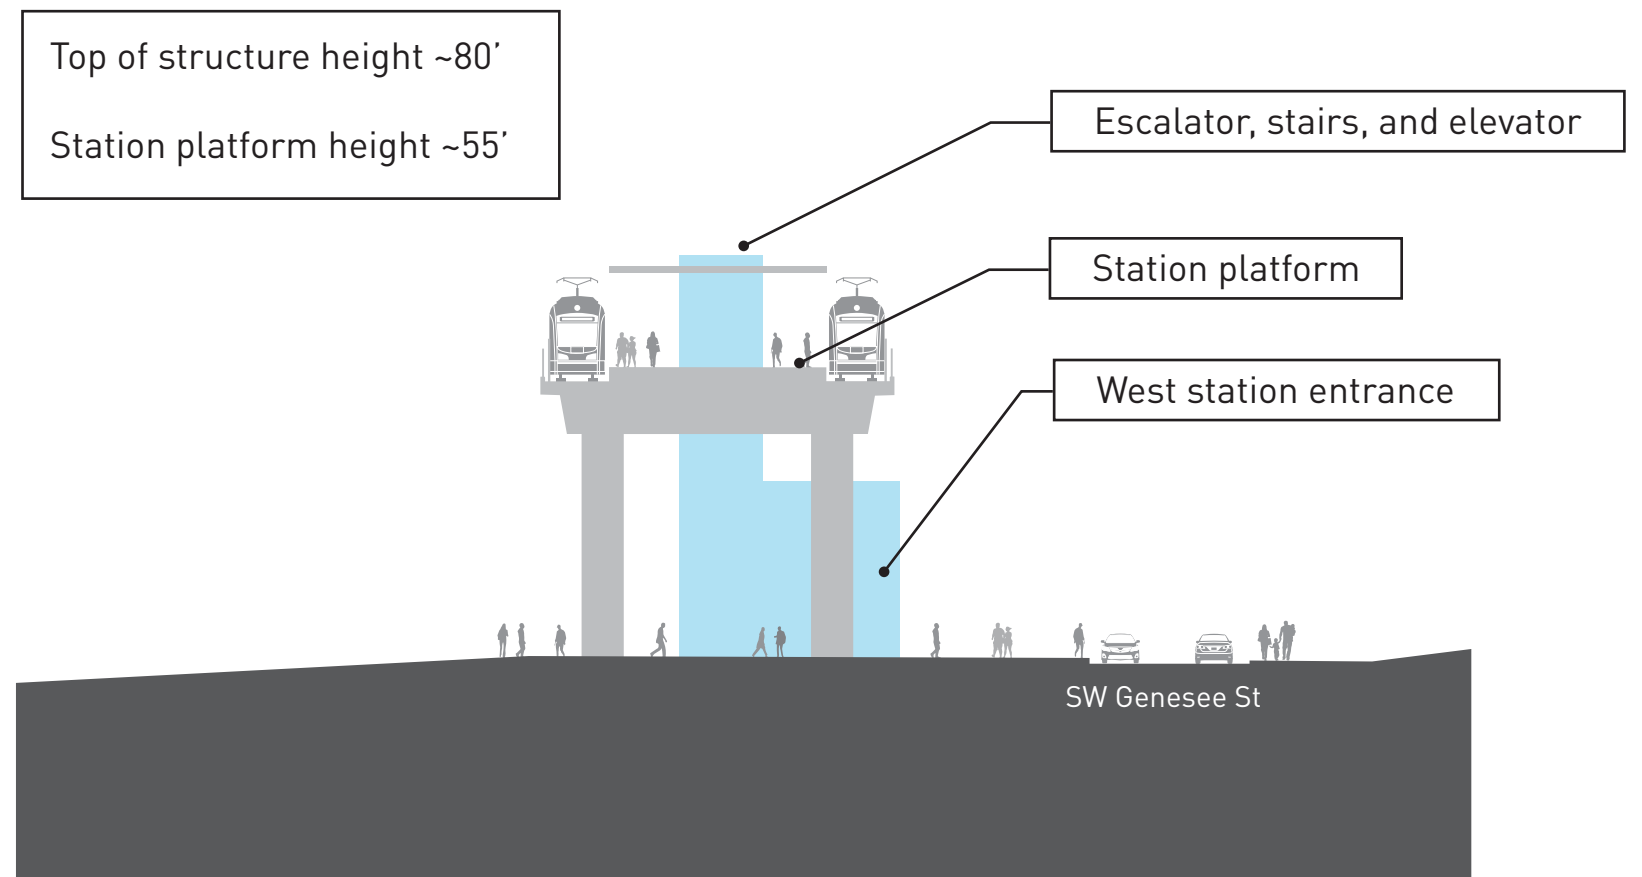 Top of structure height ~80’
Station platform height ~55’
Escalator, stairs, and elevator
Station platform
West station entrance
SW Genesee St